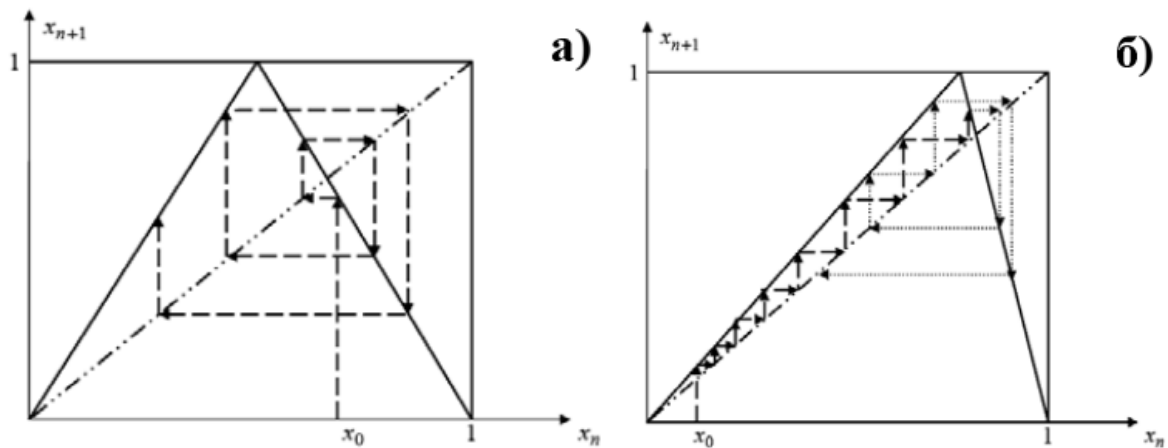 x_{n+1}
а)
1
x_0
1
x_n
x_{n+1}
б)
1
x_0
1
x_n